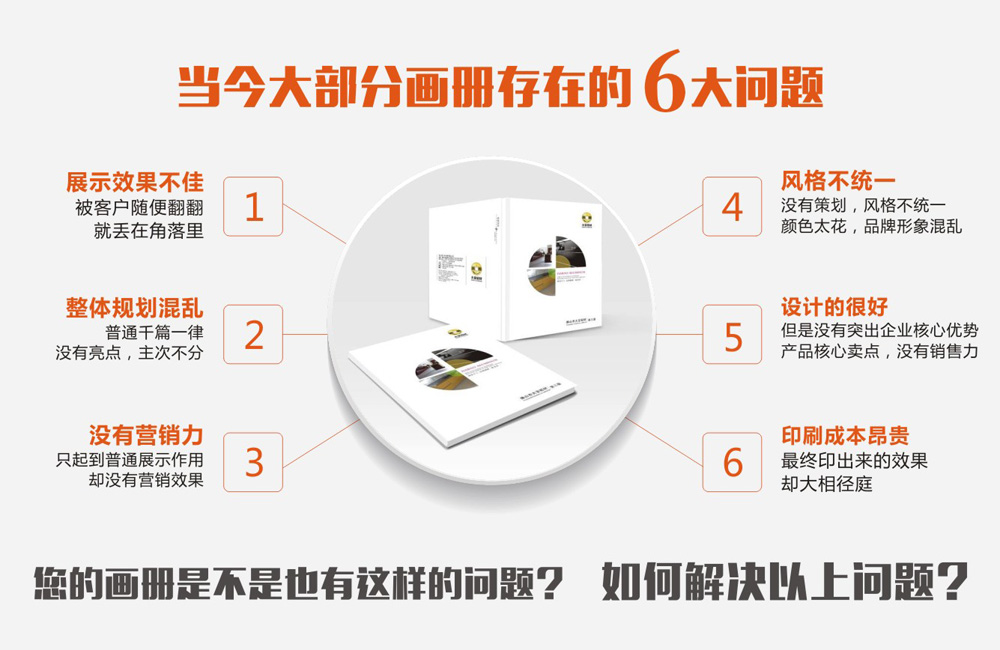 当今大部分画册存在的6大问题
1
展示效果不佳
被客户随便翻翻
就丢在角落里
2
整体规划混乱
普通千篇一律
没有亮点，主次不分
3
没有营销力
只起到普通展示作用
却没有营销效果
4
风格不统一
没有策划，风格不统一
颜色太花，品牌形象混乱
5
设计的很好
但是没有突出企业核心优势
产品核心卖点，没有销售力
6
印刷成本昂贵
最终印出来的效果
却大相径庭
您的画册是不是也有这样的问题？
如何解决以上问题？